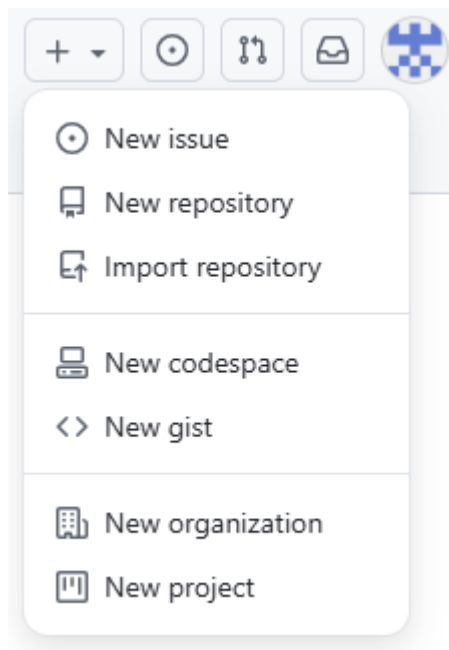 New issue
New repository
Import repository
New codespace
New gist
New organization
New project